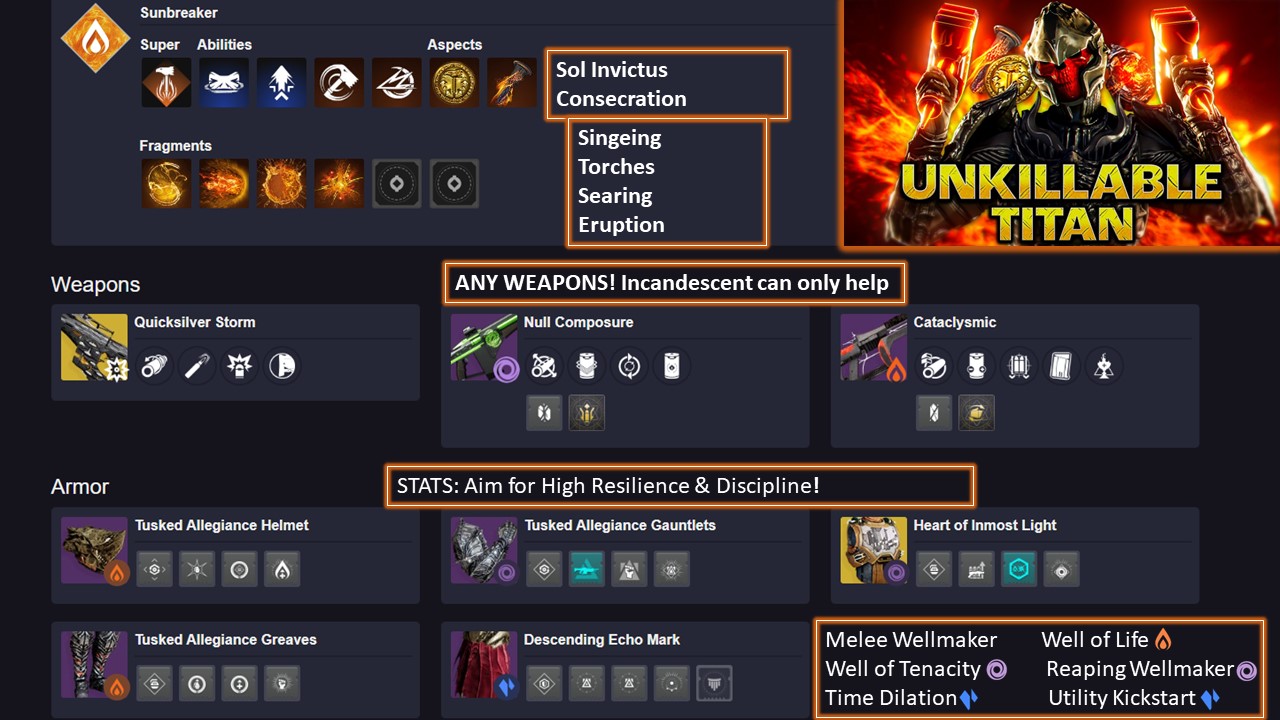 Sunbreaker
Super Abilities Aspects
Sol Invictus
Consecration
Fragments
Singeing
Torches
Searing
Eruption
UNKILLABLE
TITAN
Weapons
ANY WEAPONS! Incandescent can only help
Quicksilver Storm
Null Composure
Cataclysmic
Armor
STATS: Aim for High Resilience & Discipline!
Tusked Allegiance Helmet
Tusked Allegiance Gauntlets
Heart of Inmost Light
Tusked Allegiance Greaves
Descending Echo Mark
Melee Wellmaker Well of Life
Well of Tenacity Reaping Wellmaker
Time Dilation Utility Kickstart